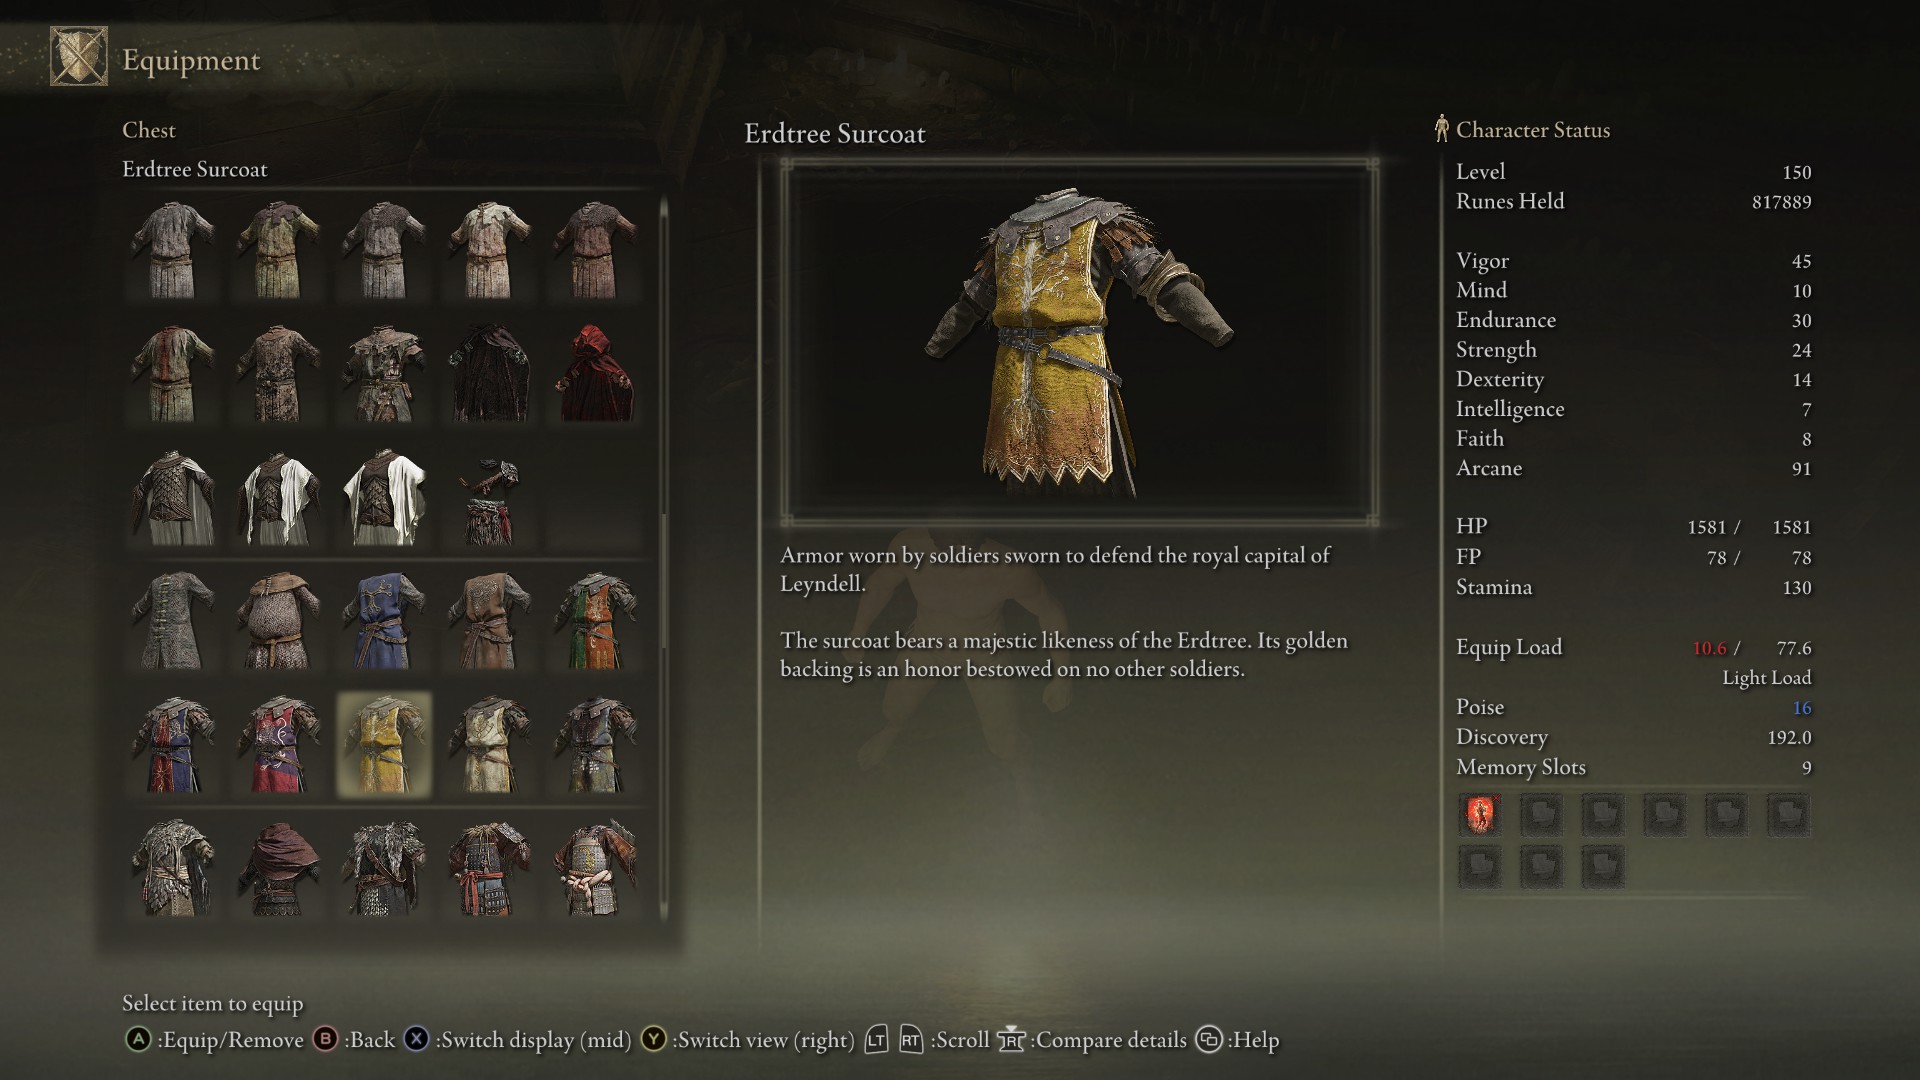 Equipment
Chest
Erdtree Surcoat
Erdtree Surcoat
Armor worn by soldiers sworn to defend the royal capital of
Leyndell.
The surcoat bears a majestic likeness of the Erdtree. Its golden
backing is an honor bestowed on no other soldiers.
Character Status
Level 150
Runes Held 817889
Vigor 45
Mind 10
Endurance 30
Strength 24
Dexterity 14
Intelligence 7
Faith 8
Arcane 91
HP 1581 / 1581
FP 78 / 78
Stamina 130
Equip Load 10.6 / 77.6
Light Load
Poise 16
Discovery 192.0
Memory Slots 9
Select item to equip
A :Equip/Remove B :Back X :Switch display (mid) Y :Switch view (right) LT RT :Scroll R :Compare details :Help